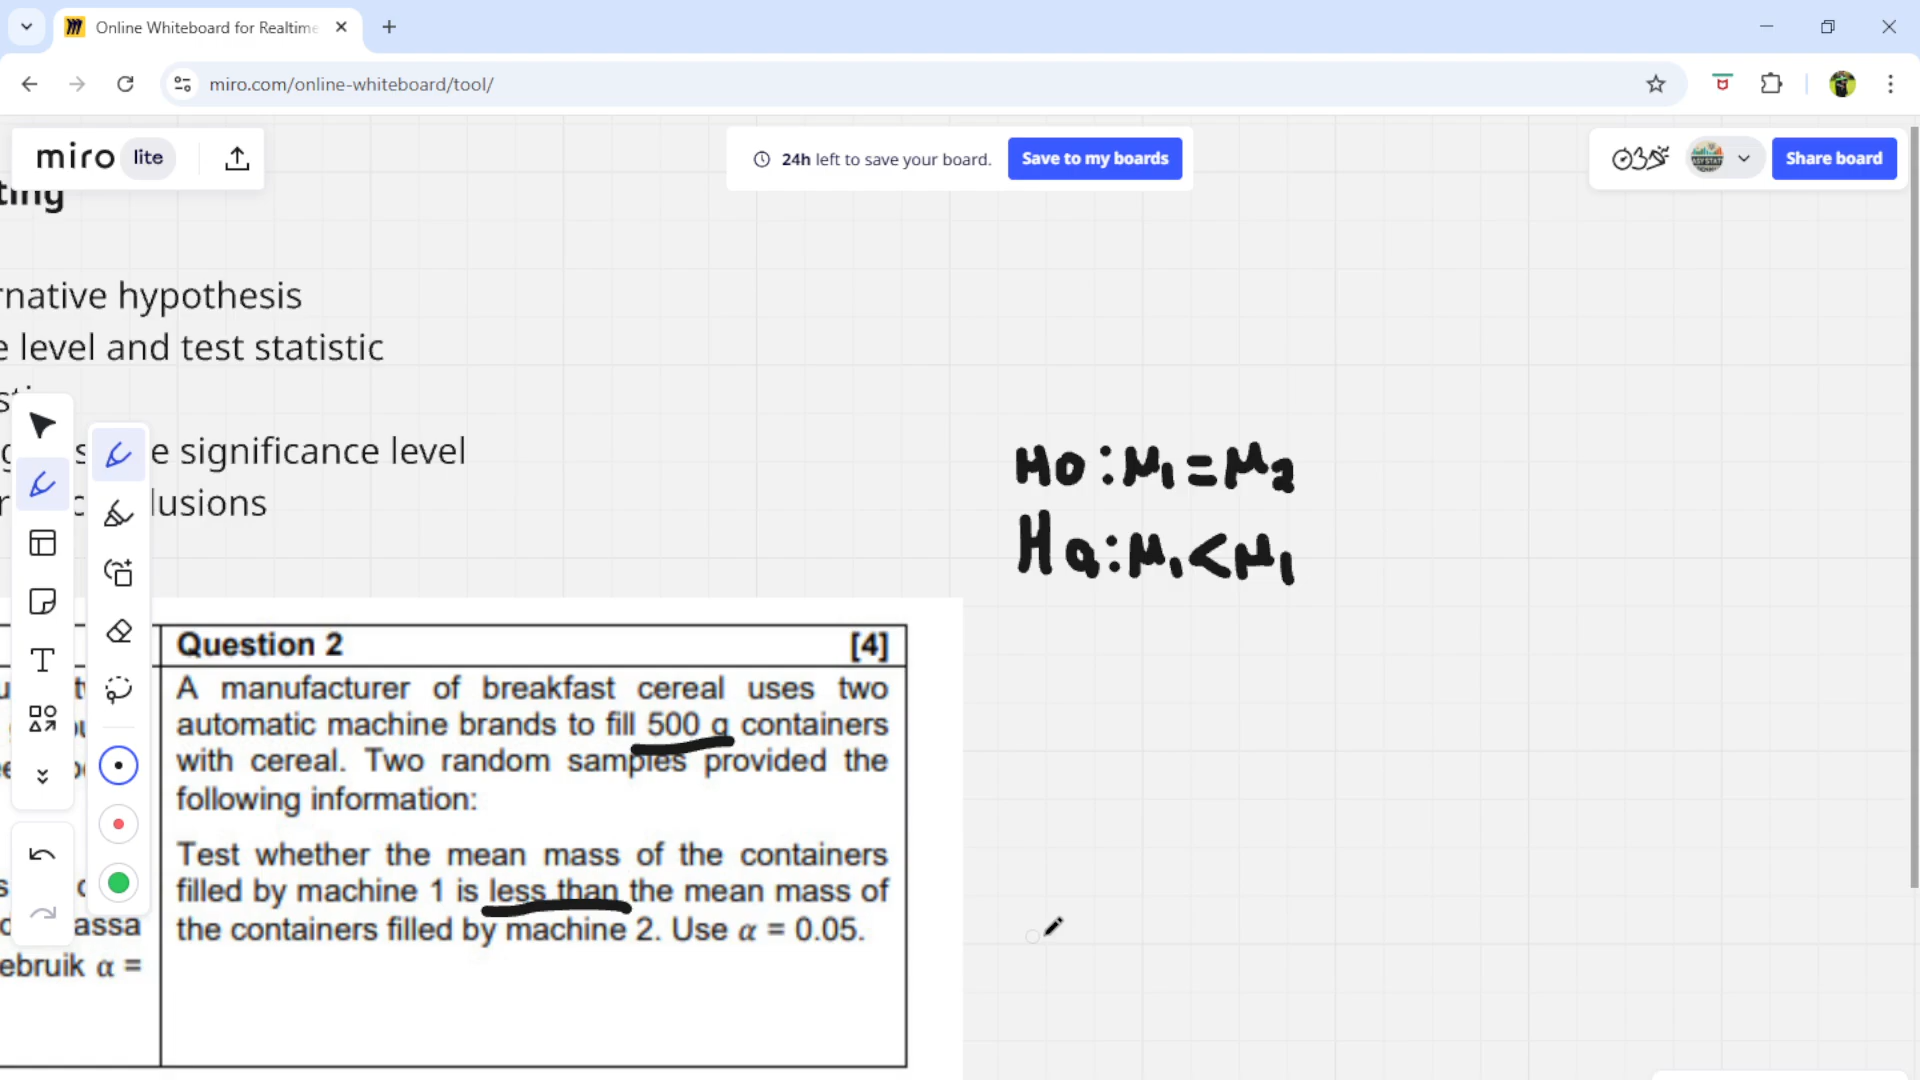 Online Whiteboard for Realtime
miro.com/online-whiteboard/tool/
miro lite
24h left to save your board.
Save to my boards
Share board
ting
rnative hypothesis
e level and test statistic
e significance level
lusions
H0:μ1=μ2
Ha:μ1<μ1
Question 2 [4]
A manufacturer of breakfast cereal uses two
automatic machine brands to fill 500 g containers
with cereal. Two random samples provided the
following information:
Test whether the mean mass of the containers
filled by machine 1 is less than the mean mass of
the containers filled by machine 2. Use α = 0.05.
assa
ebruik α =